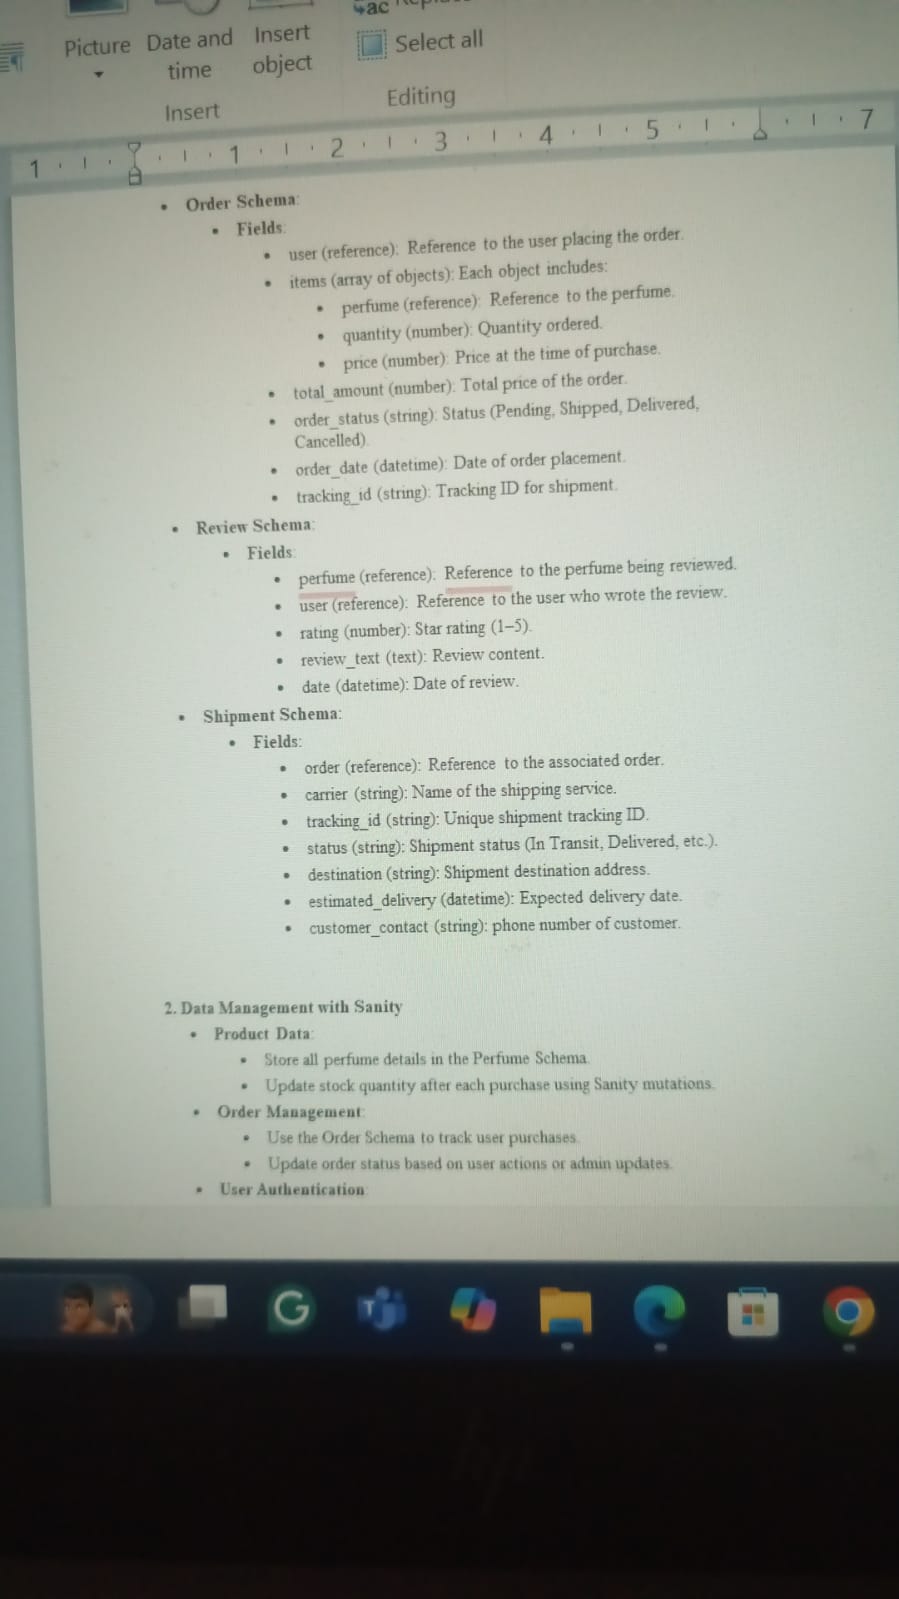 ac
Picture
Date and time
Insert object
Select all
Insert
Editing
1 1 2 3 4 5 7
• Order Schema:
• Fields:
• user (reference): Reference to the user placing the order.
• items (array of objects): Each object includes:
• perfume (reference): Reference to the perfume.
• quantity (number): Quantity ordered.
• price (number): Price at the time of purchase.
• total_amount (number): Total price of the order.
• order_status (string): Status (Pending, Shipped, Delivered,
Cancelled).
• order_date (datetime): Date of order placement.
• tracking_id (string): Tracking ID for shipment.
• Review Schema:
• Fields:
• perfume (reference): Reference to the perfume being reviewed.
• user (reference): Reference to the user who wrote the review.
• rating (number): Star rating (1–5).
• review_text (text): Review content.
• date (datetime): Date of review.
• Shipment Schema:
• Fields:
• order (reference): Reference to the associated order.
• carrier (string): Name of the shipping service.
• tracking_id (string): Unique shipment tracking ID.
• status (string): Shipment status (In Transit, Delivered, etc.).
• destination (string): Shipment destination address.
• estimated_delivery (datetime): Expected delivery date.
• customer_contact (string): phone number of customer.
2. Data Management with Sanity
• Product Data:
• Store all perfume details in the Perfume Schema.
• Update stock quantity after each purchase using Sanity mutations.
• Order Management:
• Use the Order Schema to track user purchases.
• Update order status based on user actions or admin updates.
• User Authentication:
G
T
hp